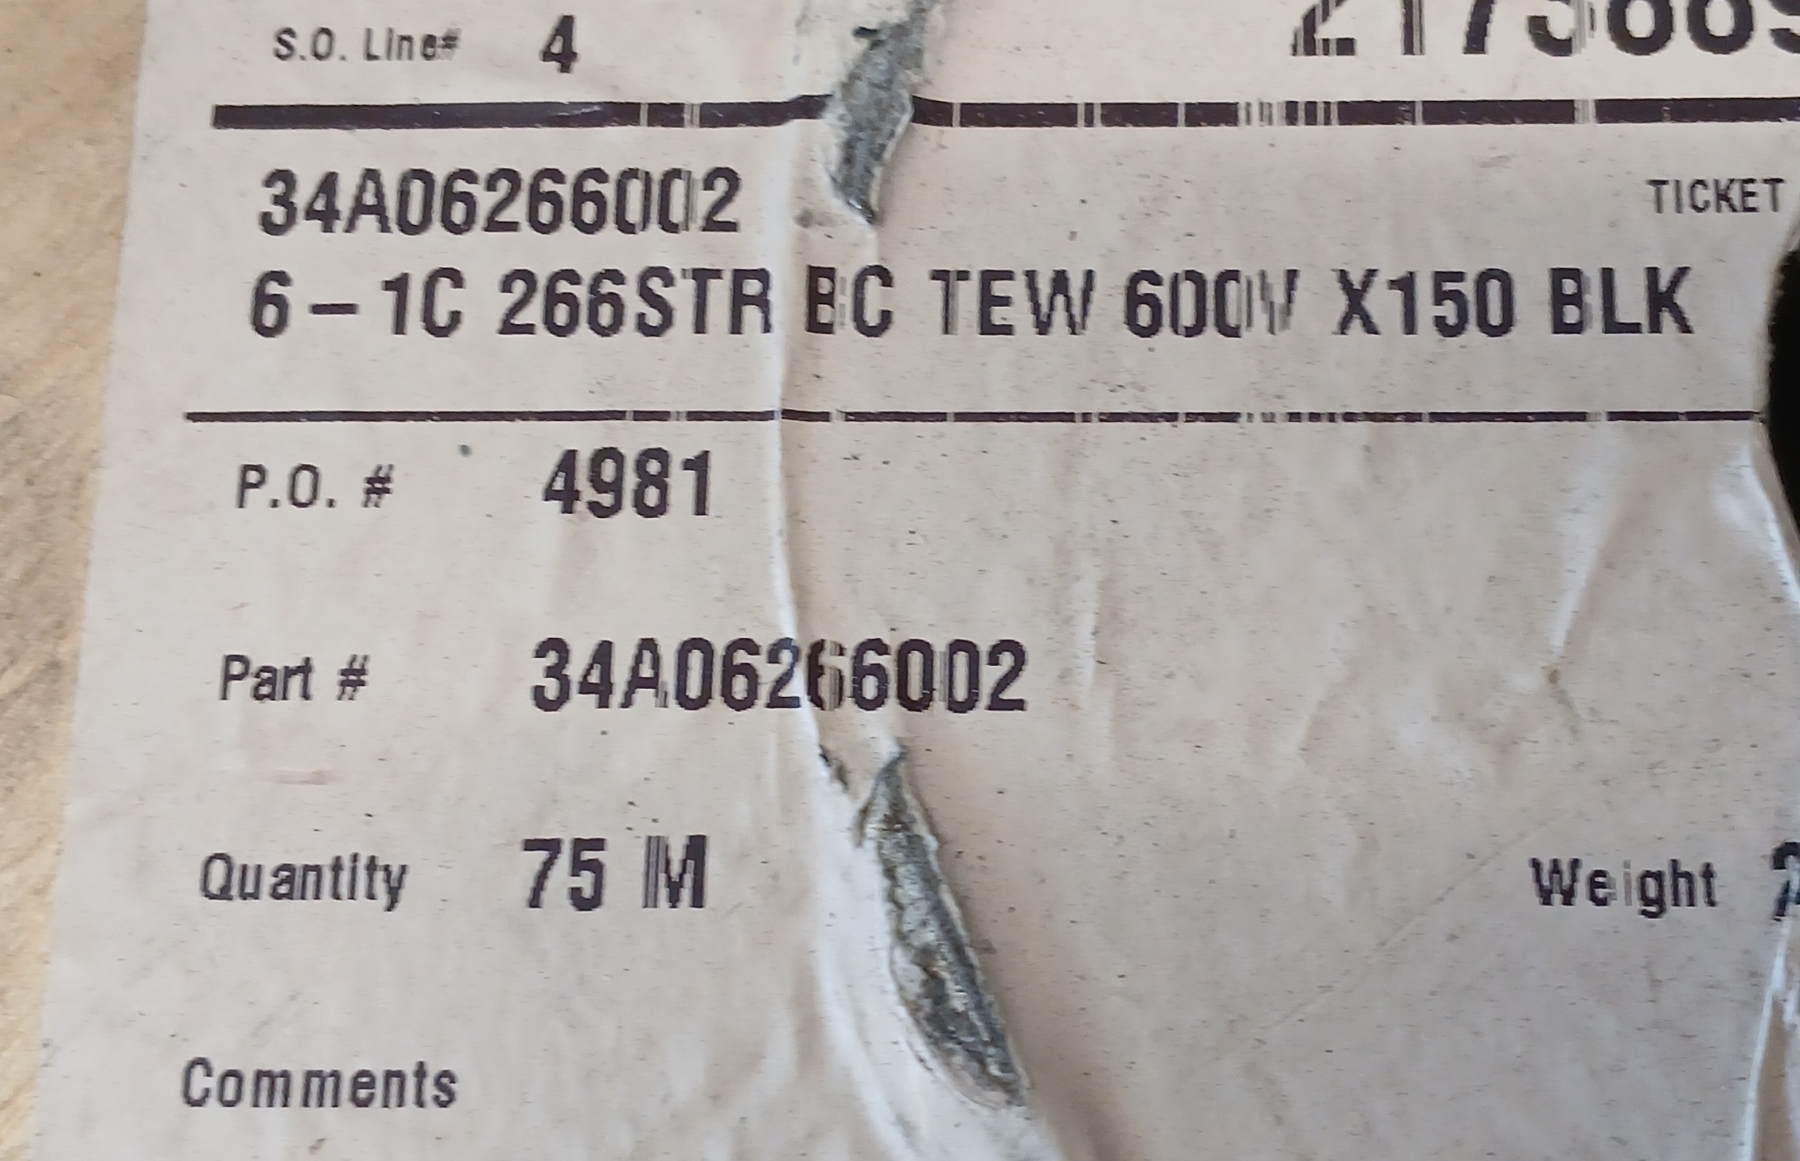 S.O. Line# 4
34A06266002
TICKET
6-1C 266STR BC TEW 600V X150 BLK
P.O. # 4981
Part # 34A06266002
Quantity 75 M
Weight
Comments